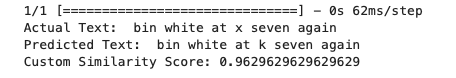 1/1 [==============================] - 0s 62ms/step
Actual Text:  bin white at x seven again
Predicted Text:  bin white at k seven again
Custom Similarity Score: 0.9629629629629629